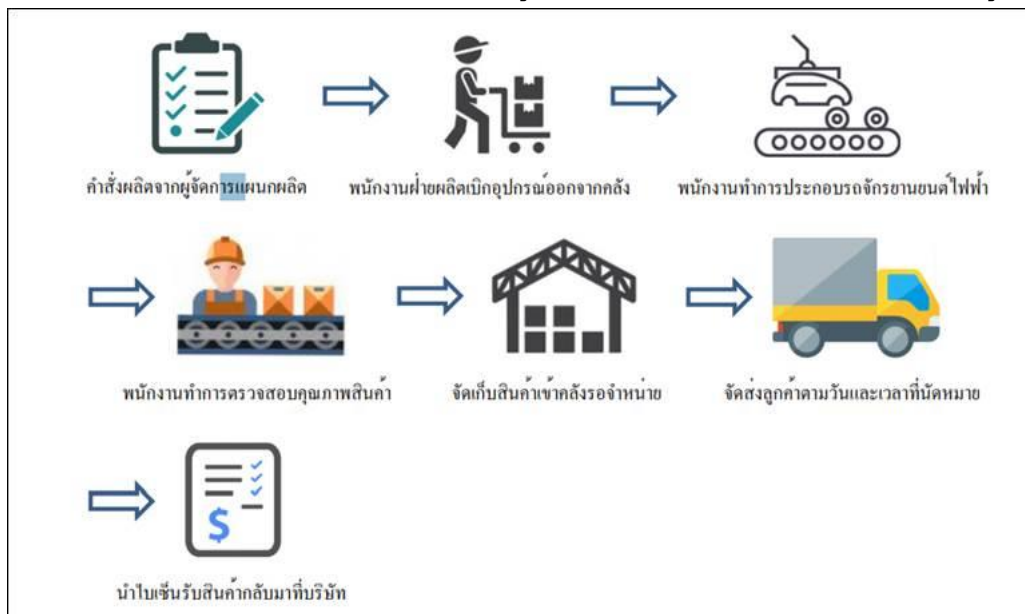 คำสั่งผลิตจากผู้จัดการแผนกผลิต
พนักงานฝ่ายผลิตเบิกอุปกรณ์ออกจากคลัง
พนักงานทำการประกอบรถจักรยานยนต์ไฟฟ้า
พนักงานทำการตรวจสอบคุณภาพสินค้า
จัดเก็บสินค้าเข้าคลังรอจำหน่าย
จัดส่งลูกค้าตามวันและเวลาที่นัดหมาย
$
นำใบเซ็นรับสินค้ากลับมาที่บริษัท